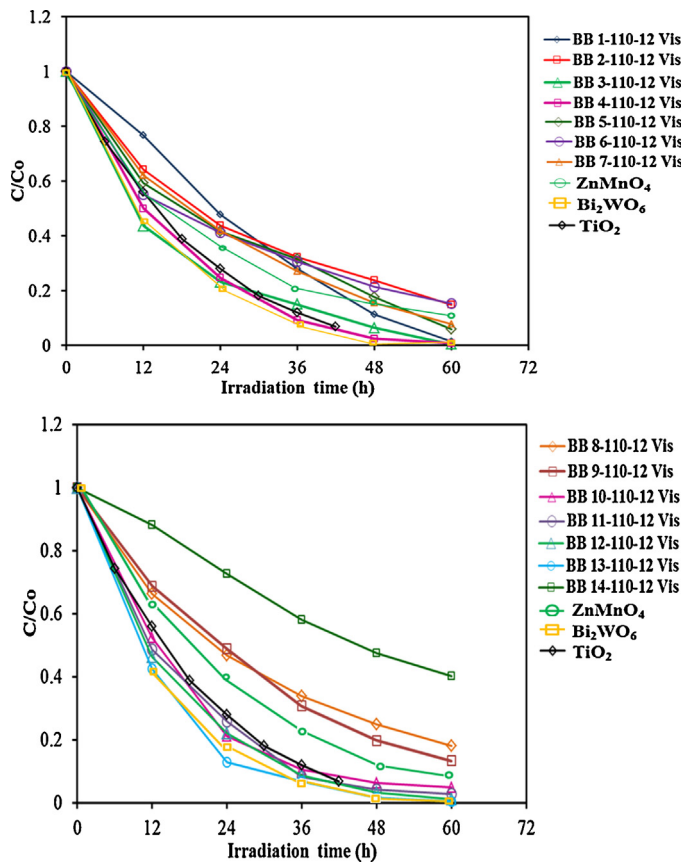 1.2
1
0.8
0.6
0.4
0.2
0
C/Co
0
12
24
36
48
60
72
Irradiation time (h)
BB 1-110-12 Vis
BB 2-110-12 Vis
BB 3-110-12 Vis
BB 4-110-12 Vis
BB 5-110-12 Vis
BB 6-110-12 Vis
BB 7-110-12 Vis
ZnMnO₄
Bi₂WO₆
TiO₂
1.2
1
0.8
0.6
0.4
0.2
0
C/Co
0
12
24
36
48
60
72
Irradiation time (h)
BB 8-110-12 Vis
BB 9-110-12 Vis
BB 10-110-12 Vis
BB 11-110-12 Vis
BB 12-110-12 Vis
BB 13-110-12 Vis
BB 14-110-12 Vis
ZnMnO₄
Bi₂WO₆
TiO₂